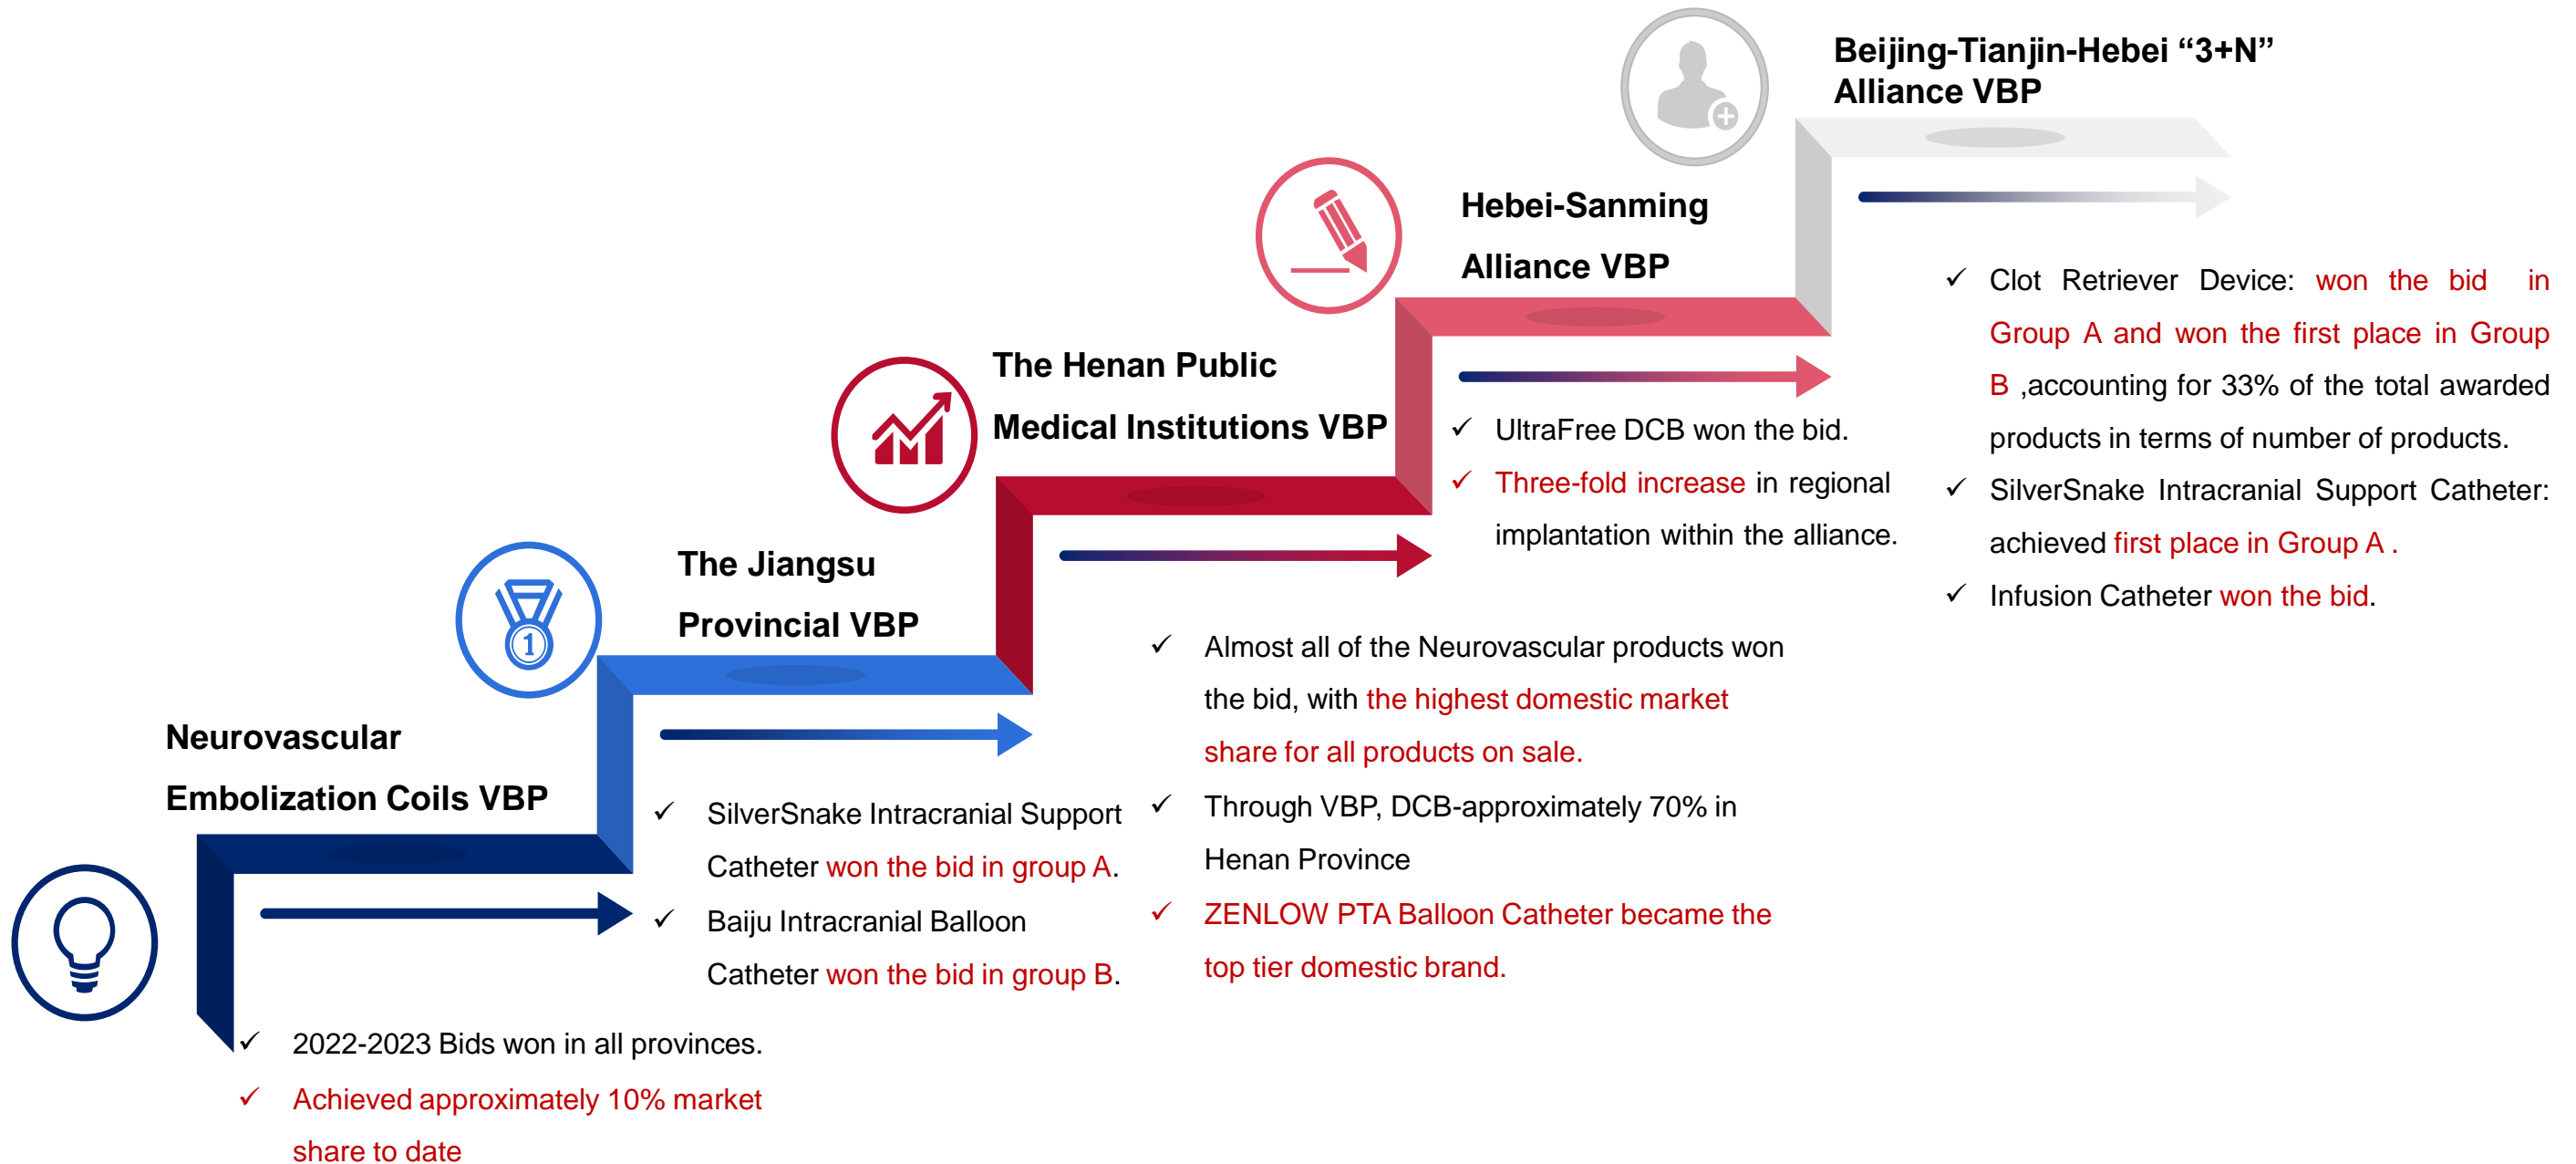 Neurovascular
Embolization Coils VBP
2022-2023 Bids won in all provinces.
Achieved approximately 10% market
share to date
1
The Jiangsu
Provincial VBP
SilverSnake Intracranial Support
Catheter won the bid in group A.
Baiju Intracranial Balloon
Catheter won the bid in group B.
The Henan Public
Medical Institutions VBP
Almost all of the Neurovascular products won
the bid, with the highest domestic market
share for all products on sale.
Through VBP, DCB-approximately 70% in
Henan Province
ZENLOW PTA Balloon Catheter became the
top tier domestic brand.
Hebei-Sanming
Alliance VBP
UltraFree DCB won the bid.
Three-fold increase in regional
implantation within the alliance.
Beijing-Tianjin-Hebei “3+N”
Alliance VBP
Clot Retriever Device: won the bid in
Group A and won the first place in Group
B ,accounting for 33% of the total awarded
products in terms of number of products.
SilverSnake Intracranial Support Catheter:
achieved first place in Group A .
Infusion Catheter won the bid.